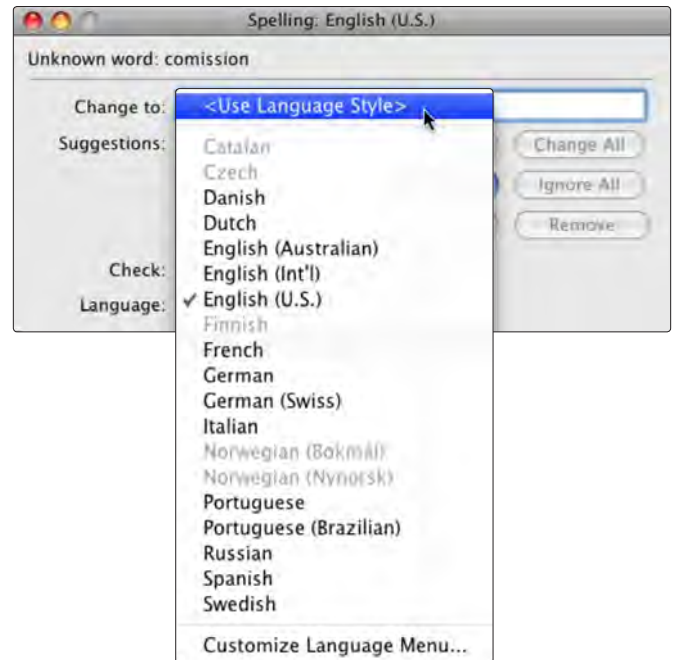 Spelling: English (U.S.)
Unknown word: comission
Change to:
<Use Language Style>
Suggestions:
Change All
Catalan
Czech
Ignore All
Danish
Dutch
Remove
English (Australian)
Check:
English (Int'l)
Language:
✓ English (U.S.)
Finnish
French
German
German (Swiss)
Italian
Norwegian (Bokmål)
Norwegian (Nynorsk)
Portuguese
Portuguese (Brazilian)
Russian
Spanish
Swedish
Customize Language Menu...